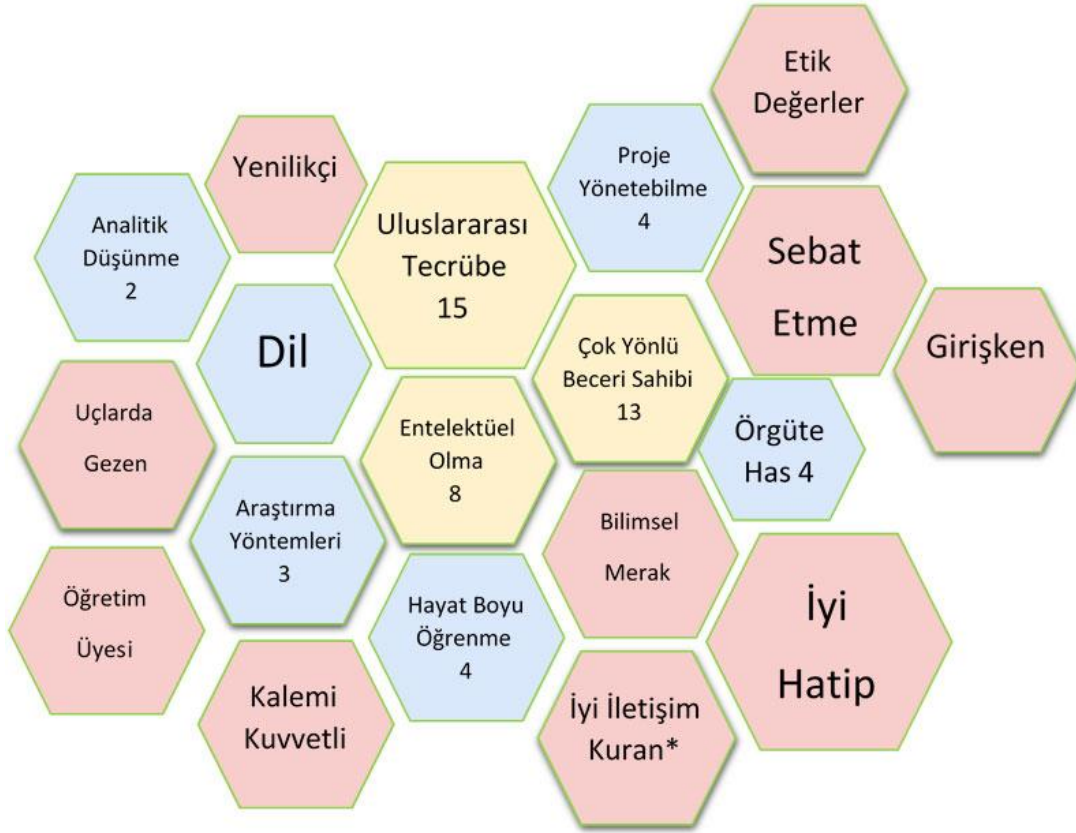 Etik
Değerler
Yenilikçi
Proje
Yönetebilme
4
Analitik
Düşünme
2
Uluslararası
Tecrübe
15
Sebat
Etme
Dil
Çok Yönlü
Beceri Sahibi
13
Girişken
Uçlarda
Gezen
Entelektüel
Olma
8
Örgüte
Has 4
Araştırma
Yöntemleri
3
Bilimsel
Merak
Öğretim
Üyesi
Hayat Boyu
Öğrenme
4
İyi
Hatip
Kalemi
Kuvvetli
İyi İletişim
Kuran*